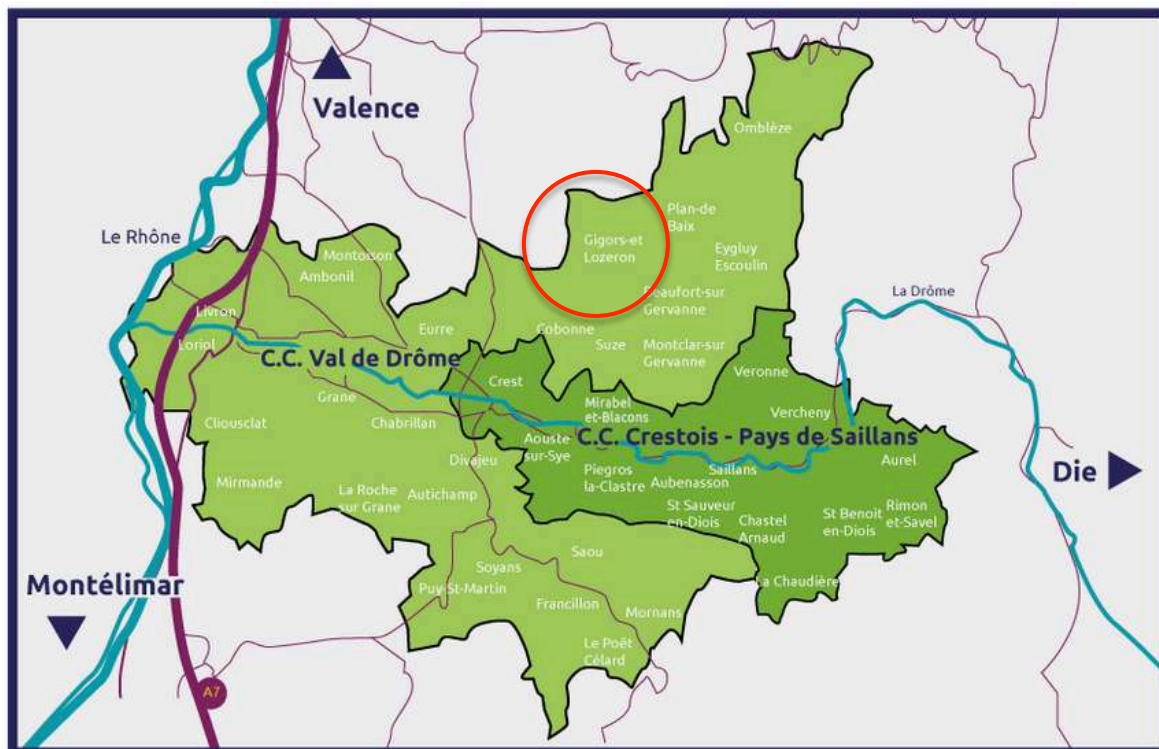 Valence
Omblèze
Plan-de
Baix
Le Rhône
Gigors-et
Lozeron
Montoison
Ambonil
Eygluy
Escoulin
La Drôme
Beaufort-sur
Gervanne
Livron
Eurre
Cobonne
Loriol
Suze
Montclar-sur
Gervanne
C.C. Val de Drôme
Veronne
Crest
Grane
Mirabel
et-Blacons
Vercheny
Cliousclat
Chabrillan
Aouste
sur-Sye
C.C. Crestois - Pays de Saillans
Divajeu
Aurel
Piegros
la-Clastre
Saillans
Aubenasson
Die
Mirmande
La Roche
sur Grane
Autichamp
St Sauveur
en-Diois
Chastel
Arnaud
St Benoit
en-Diois
Rimon
et-Savel
Saou
Soyans
Montélimar
Puy-St-Martin
La Chaudière
Francillon
Mornans
Le Poët
Célard
A7